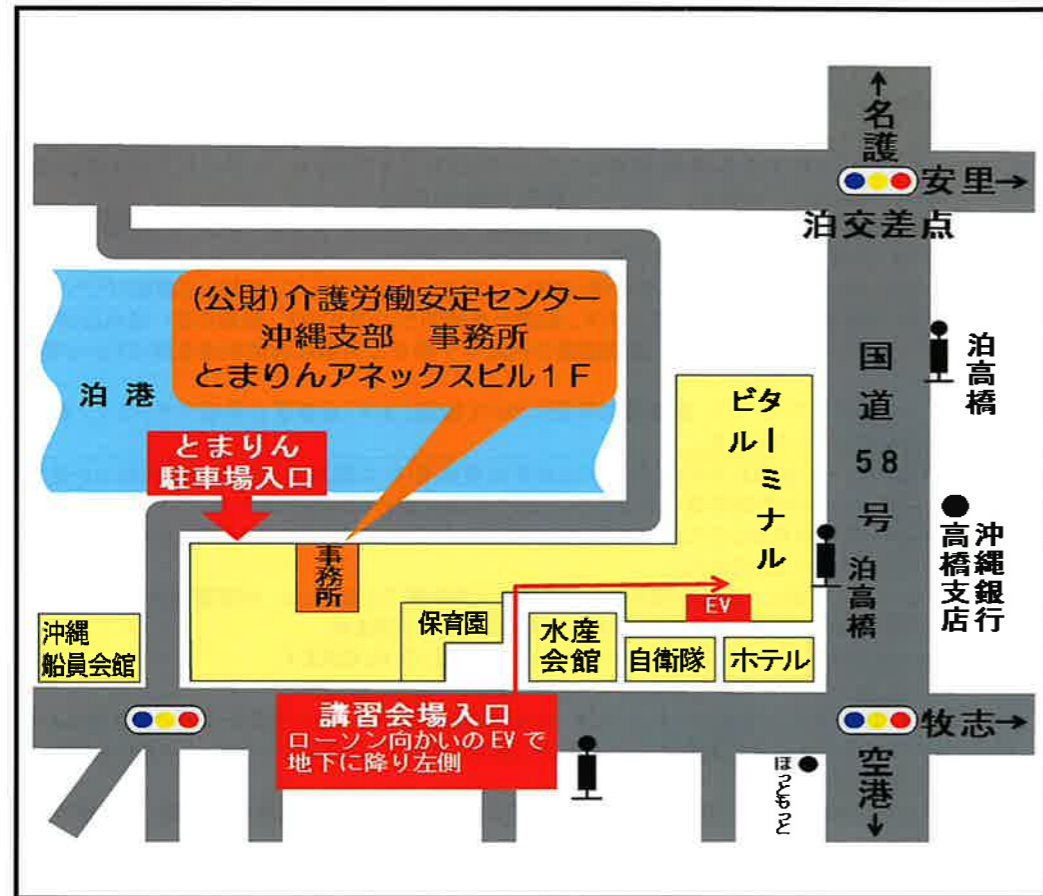 ↑名護
安里→
泊交差点
(公財)介護労働安定センター
沖縄支部 事務所
とまりんアネックスビル1F
泊港
とまりん
駐車場入口
国道58号
泊高橋
ターミナル
ビル
事務所
泊高橋
沖縄銀行
高橋支店
EV
保育園
沖縄
船員会館
水産
会館
自衛隊
ホテル
講習会場入口
ローソン向かいのEVで
地下に降り左側
牧志→
ほっともっと
空港↓